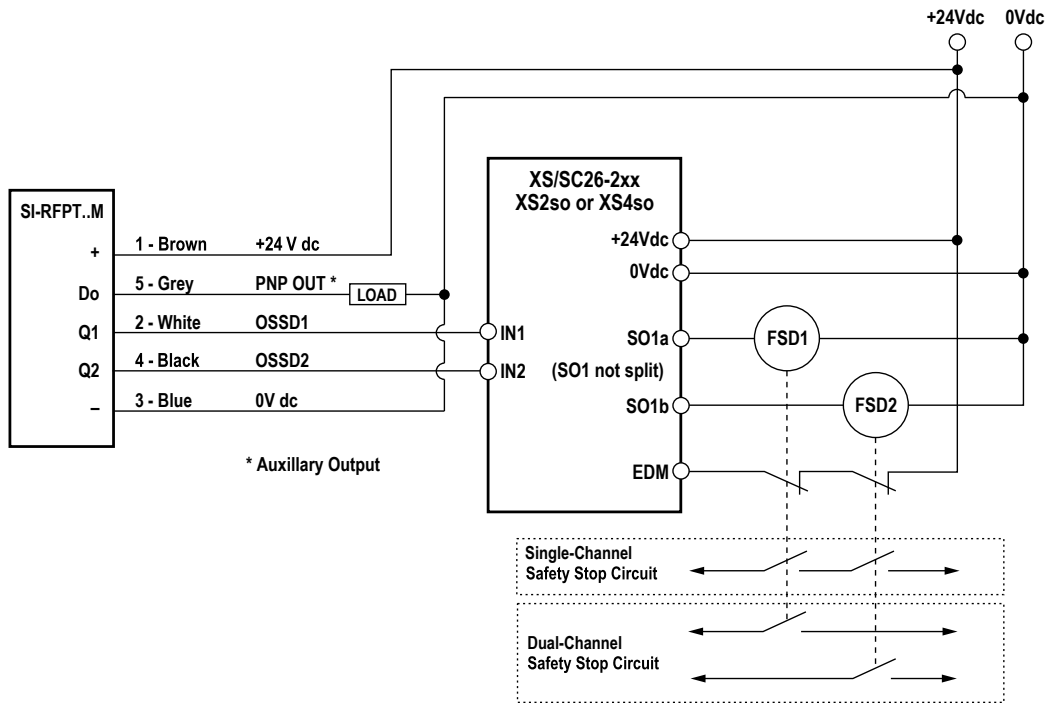 +24Vdc 0Vdc
XS/SC26-2xx
XS2so or XS4so
SI-RFPT..M
+24Vdc
+ 1 - Brown +24 V dc
0Vdc
Do 5 - Grey PNP OUT * LOAD
Q1 2 - White OSSD1 IN1 SO1a FSD1
Q2 4 - Black OSSD2 IN2 (SO1 not split)
– 3 - Blue 0V dc SO1b FSD2
* Auxillary Output EDM
Single-Channel
Safety Stop Circuit
Dual-Channel
Safety Stop Circuit